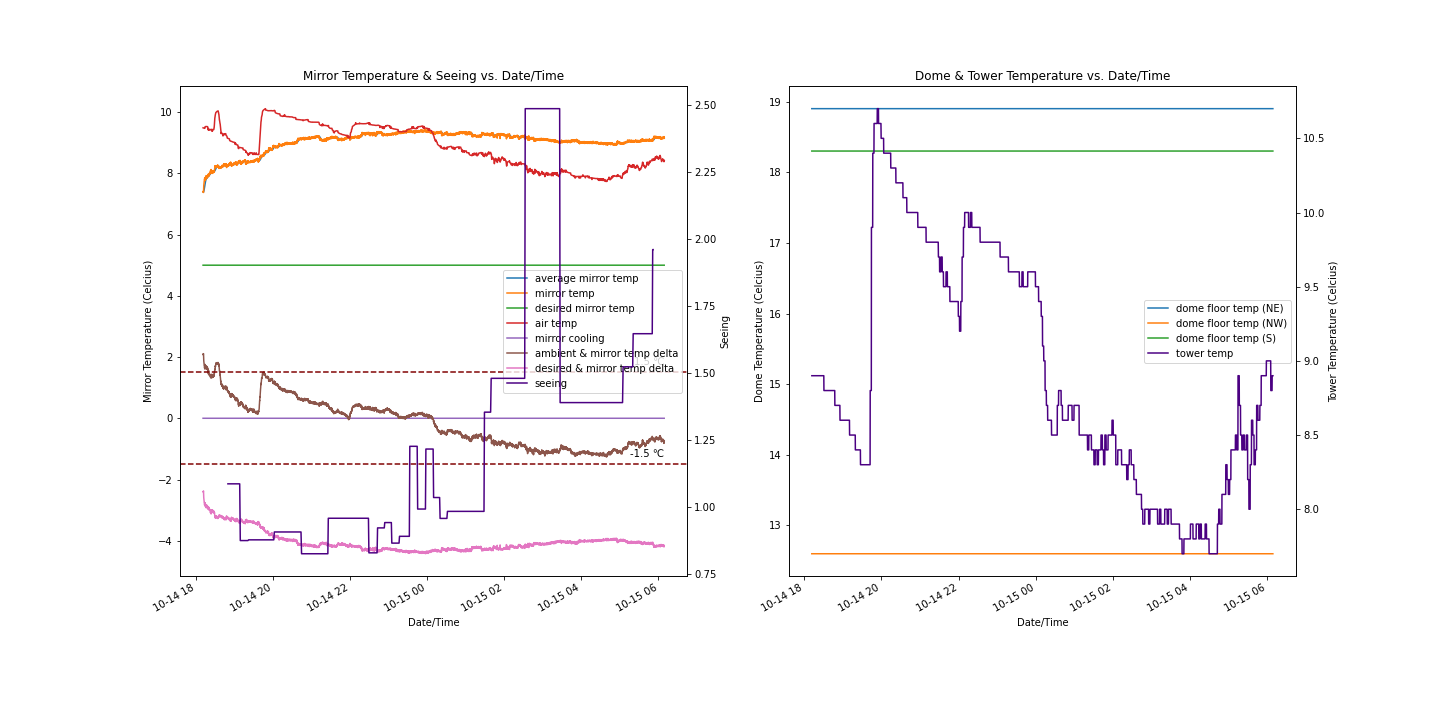 Mirror Temperature & Seeing vs. Date/Time
Mirror Temperature (Celcius)
10
8
6
4
2
0
−2
−4
2.50
2.25
2.00
1.75
1.50
1.25
1.00
0.75
Seeing
average mirror temp
mirror temp
desired mirror temp
air temp
mirror cooling
ambient & mirror temp delta
desired & mirror temp delta
seeing
-1.5 °C
10-14 18
10-14 20
10-14 22
10-15 00
10-15 02
10-15 04
10-15 06
Date/Time
Dome & Tower Temperature vs. Date/Time
Dome Temperature (Celcius)
19
18
17
16
15
14
13
10.5
10.0
9.5
9.0
8.5
8.0
Tower Temperature (Celcius)
dome floor temp (NE)
dome floor temp (NW)
dome floor temp (S)
tower temp
10-14 18
10-14 20
10-14 22
10-15 00
10-15 02
10-15 04
10-15 06
Date/Time